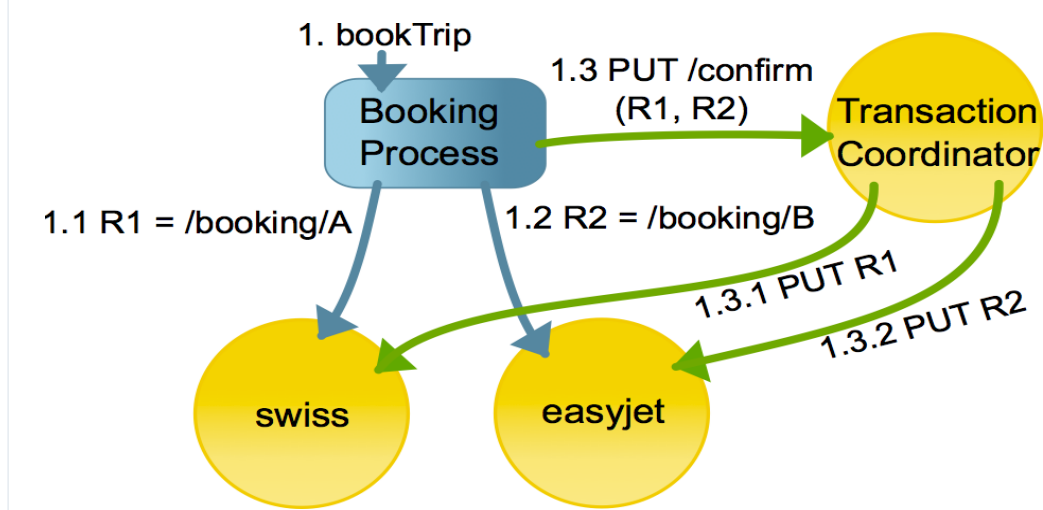 1. bookTrip
Booking
Process
1.3 PUT /confirm
(R1, R2)
Transaction
Coordinator
1.1 R1 = /booking/A
1.2 R2 = /booking/B
1.3.1 PUT R1
1.3.2 PUT R2
swiss
easyjet